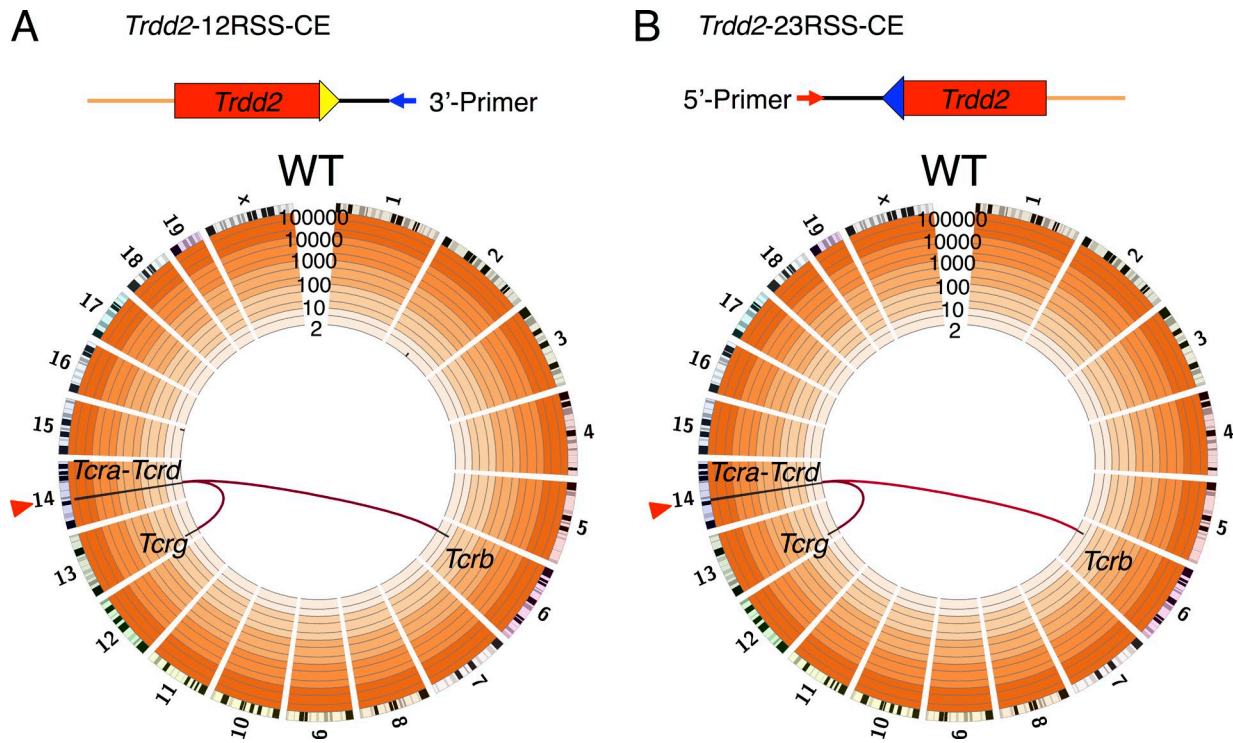 A
Trdd2-12RSS-CE
Trdd2
3'-Primer
WT
100000
10000
1000
100
10
2
1
2
3
4
5
6
7
8
9
10
11
12
13
14
15
16
17
18
19
x
Tcra-Tcrd
Tcrg
Tcrb
B
Trdd2-23RSS-CE
5'-Primer
Trdd2
WT
100000
10000
1000
100
10
2
1
2
3
4
5
6
7
8
9
10
11
12
13
14
15
16
17
18
19
x
Tcra-Tcrd
Tcrg
Tcrb